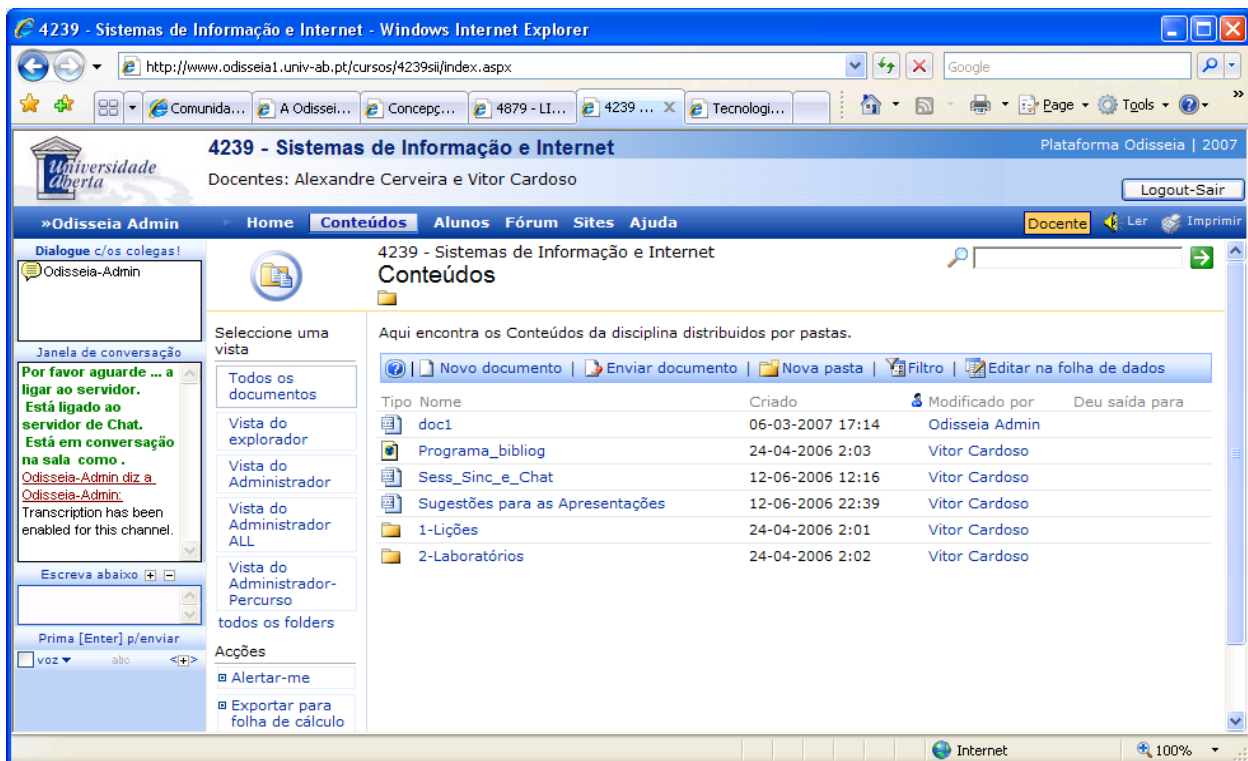 4239 - Sistemas de Informação e Internet - Windows Internet Explorer
http://www.odisseia1.univ-ab.pt/cursos/4239sii/index.aspx
Google
Comunida...
A Odissei...
Concepç...
4879 - LI...
4239 ...
Tecnologi...
Page
Tools
»
Universidade
Aberta
4239 - Sistemas de Informação e Internet
Plataforma Odisseia | 2007
Docentes: Alexandre Cerveira e Vitor Cardoso
Logout-Sair
»Odisseia Admin
Home Conteúdos Alunos Fórum Sites Ajuda
Docente
Ler
Imprimir
Dialogue c/os colegas!
Odisseia-Admin
Janela de conversação
Por favor aguarde ... a
ligar ao servidor.
Está ligado ao
servidor de Chat.
Está em conversação
na sala como .
Odisseia-Admin diz a
Odisseia-Admin:
Transcription has been
enabled for this channel.
Escreva abaixo + -
Prima [Enter] p/enviar
voz abc <+>
Seleccione uma
vista
Todos os
documentos
Vista do
explorador
Vista do
Administrador
Vista do
Administrador
ALL
Vista do
Administrador-
Percurso
todos os folders
Acções
Alertar-me
Exportar para
folha de cálculo
4239 - Sistemas de Informação e Internet
Conteúdos
Aqui encontra os Conteúdos da disciplina distribuidos por pastas.
Novo documento | Enviar documento | Nova pasta | Filtro | Editar na folha de dados
Tipo Nome Criado Modificado por Deu saída para
doc1 06-03-2007 17:14 Odisseia Admin
Programa_bibliog 24-04-2006 2:03 Vitor Cardoso
Sess_Sinc_e_Chat 12-06-2006 12:16 Vitor Cardoso
Sugestões para as Apresentações 12-06-2006 22:39 Vitor Cardoso
1-Lições 24-04-2006 2:01 Vitor Cardoso
2-Laboratórios 24-04-2006 2:02 Vitor Cardoso
Internet
100%